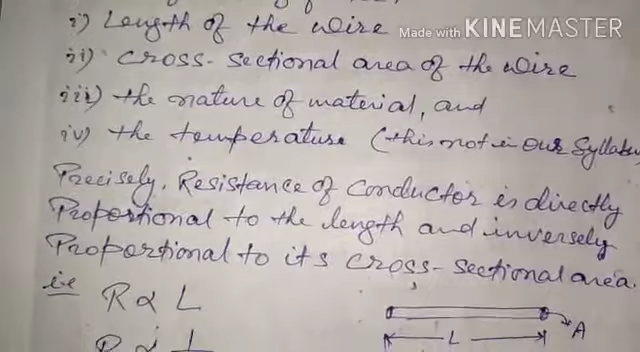 Made with KINEMASTER
i) Length of the wire
ii) Cross-sectional area of the wire
iii) the nature of material, and
iv) the temperature (this not in our Syllabus
Precisely, Resistance of Conductor is directly
Proportional to the length and inversely
Proportional to its cross-sectional area.
ie
R ∝ L
L
A
R ∝ 1